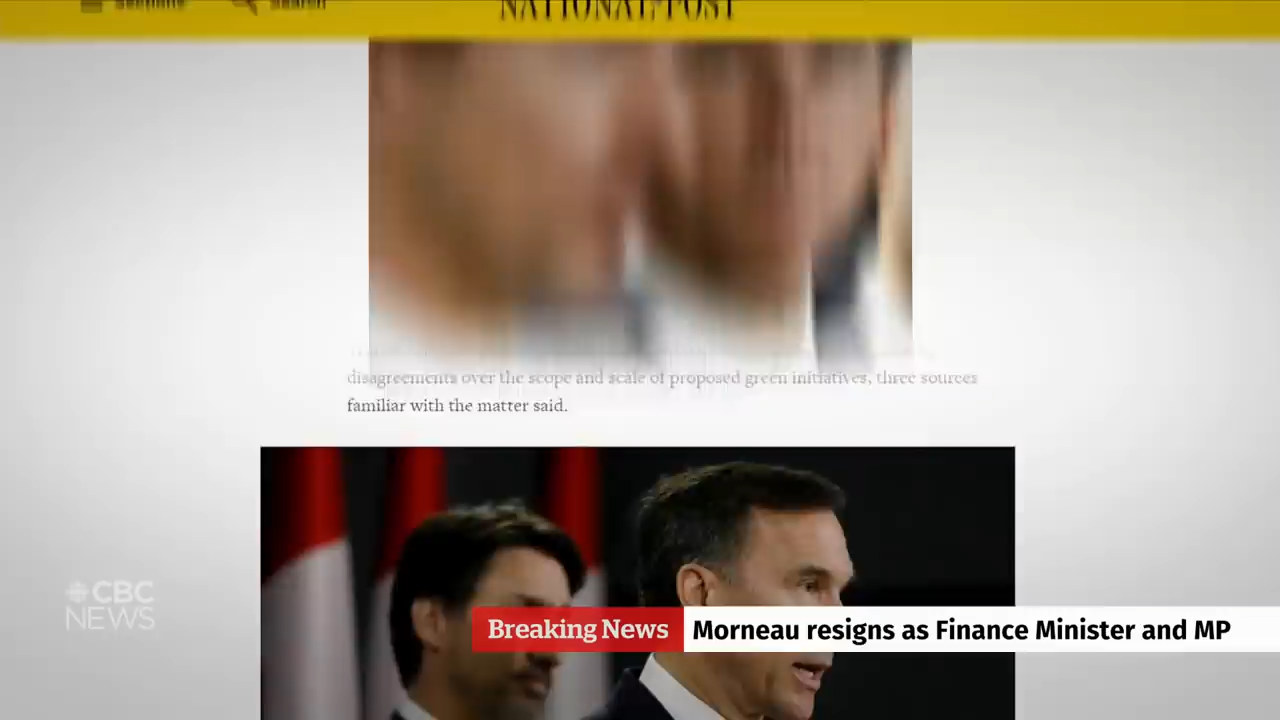 Search
NATIONAL POST
disagreements over the scope and scale of proposed green initiatives, three sources
familiar with the matter said.
CBC
NEWS
Breaking News Morneau resigns as Finance Minister and MP